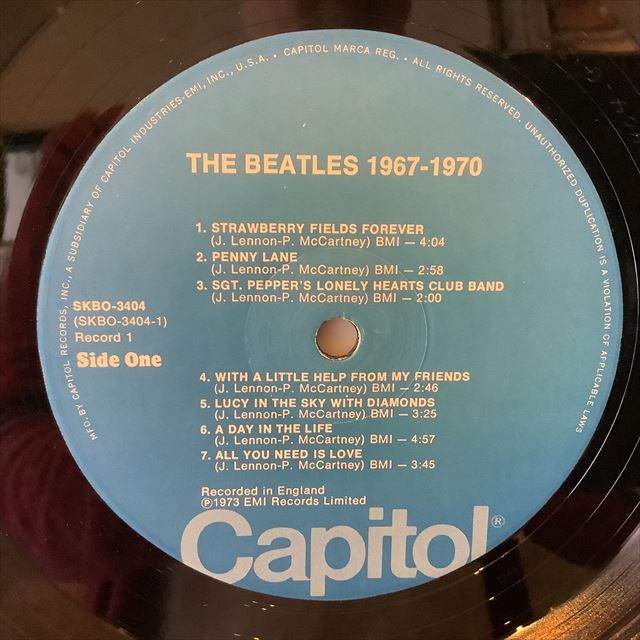 MFD. BY CAPITOL RECORDS, INC., A SUBSIDIARY OF CAPITOL INDUSTRIES-EMI, INC., U.S.A. • CAPITOL MARCA REG. • ALL RIGHTS RESERVED. UNAUTHORIZED DUPLICATION IS A VIOLATION OF APPLICABLE LAWS
THE BEATLES 1967-1970
1. STRAWBERRY FIELDS FOREVER
(J. Lennon-P. McCartney) BMI — 4:04
2. PENNY LANE
(J. Lennon-P. McCartney) BMI — 2:58
3. SGT. PEPPER'S LONELY HEARTS CLUB BAND
(J. Lennon-P. McCartney) BMI — 2:00
SKBO-3404
(SKBO-3404-1)
Record 1
Side One
4. WITH A LITTLE HELP FROM MY FRIENDS
(J. Lennon-P. McCartney) BMI — 2:46
5. LUCY IN THE SKY WITH DIAMONDS
(J. Lennon-P. McCartney) BMI — 3:25
6. A DAY IN THE LIFE
(J. Lennon-P. McCartney) BMI — 4:57
7. ALL YOU NEED IS LOVE
(J. Lennon-P. McCartney) BMI — 3:45
Recorded in England
℗1973 EMI Records Limited
Capitol®